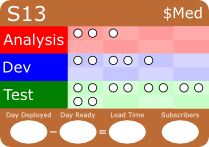 S13 $Med
Analysis
Dev
Test
Day Deployed Day Ready Lead Time Subscribers
- =